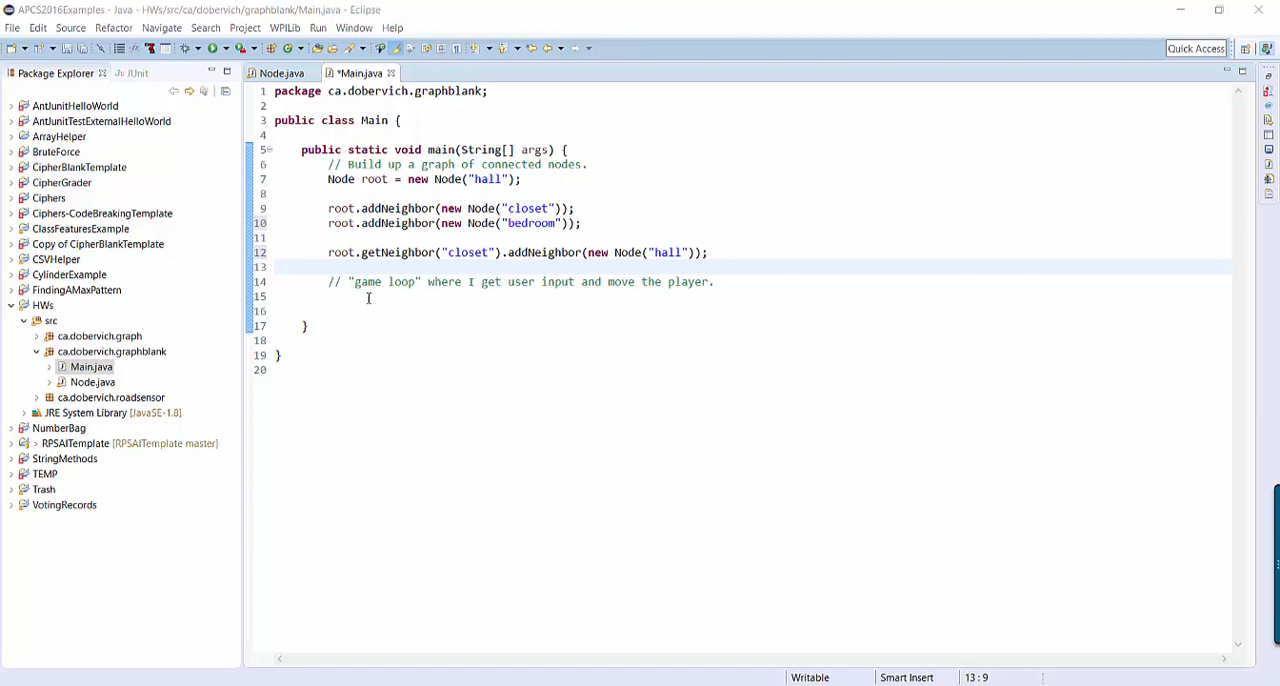 APCS2016Examples - Java - HWs/src/ca/dobervich/graphblank/Main.java - Eclipse
File Edit Source Refactor Navigate Search Project WPILib Run Window Help
Quick Access
Package Explorer Ju JUnit
Node.java *Main.java
AntJunitHelloWorld
AntJunitTestExternalHelloWorld
ArrayHelper
BruteForce
CipherBlankTemplate
CipherGrader
Ciphers
Ciphers-CodeBreakingTemplate
ClassFeaturesExample
Copy of CipherBlankTemplate
CSVHelper
CylinderExample
FindingAMaxPattern
HWs
src
ca.dobervich.graph
ca.dobervich.graphblank
Main.java
Node.java
ca.dobervich.roadsensor
JRE System Library [JavaSE-1.8]
NumberBag
> RPSAITemplate [RPSAITemplate master]
StringMethods
TEMP
Trash
VotingRecords
1 package ca.dobervich.graphblank;
2
3 public class Main {
4
5 public static void main(String[] args) {
6 // Build up a graph of connected nodes.
7 Node root = new Node("hall");
8
9 root.addNeighbor(new Node("closet"));
10 root.addNeighbor(new Node("bedroom"));
11
12 root.getNeighbor("closet").addNeighbor(new Node("hall"));
13
14 // "game loop" where I get user input and move the player.
15
16
17 }
18
19 }
20
Writable Smart Insert 13 : 9